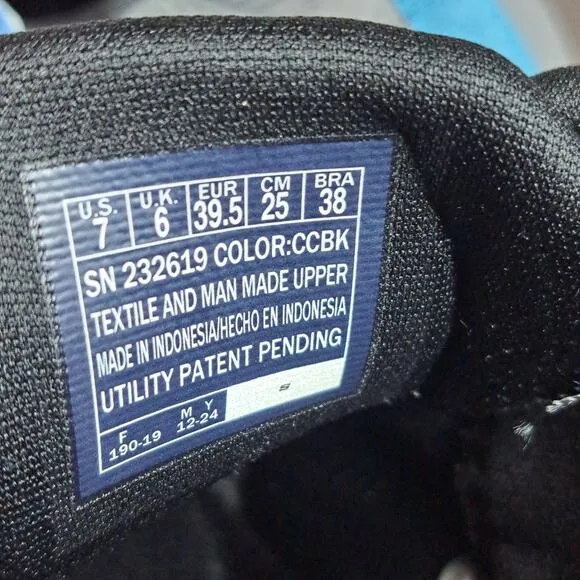 U.S. U.K. EUR CM BRA
7 6 39.5 25 38
SN 232619 COLOR:CCBK
TEXTILE AND MAN MADE UPPER
MADE IN INDONESIA/HECHO EN INDONESIA
UTILITY PATENT PENDING
F M Y
190-19 12-24
S